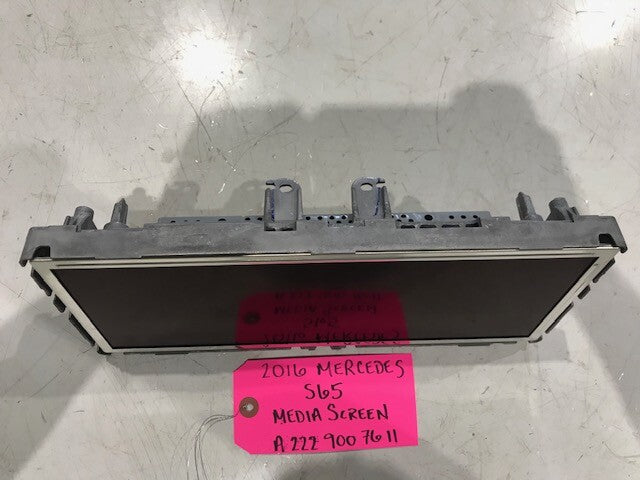 2016 MERCEDES
S65
MEDIA SCREEN
A 222 900 76 11